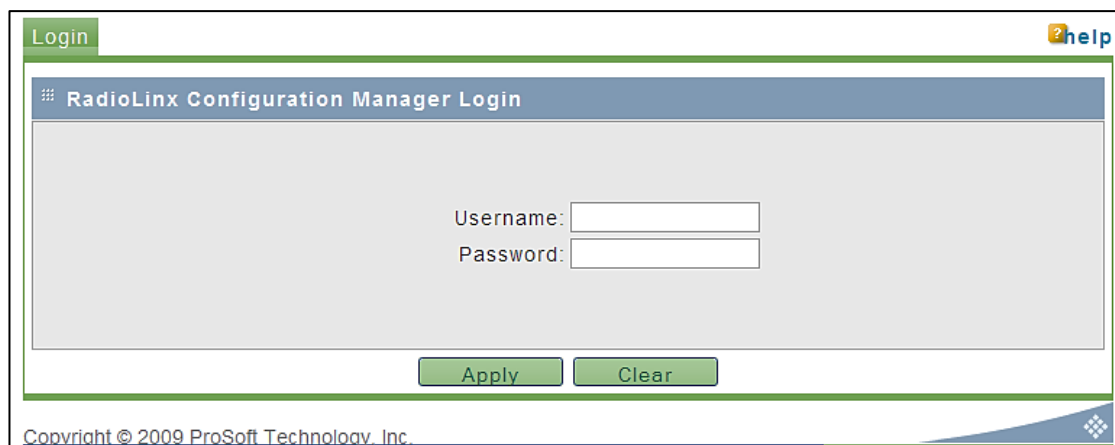 Login
help
RadioLinx Configuration Manager Login
Username:
Password:
Apply Clear
Copyright © 2009 ProSoft Technology, Inc.